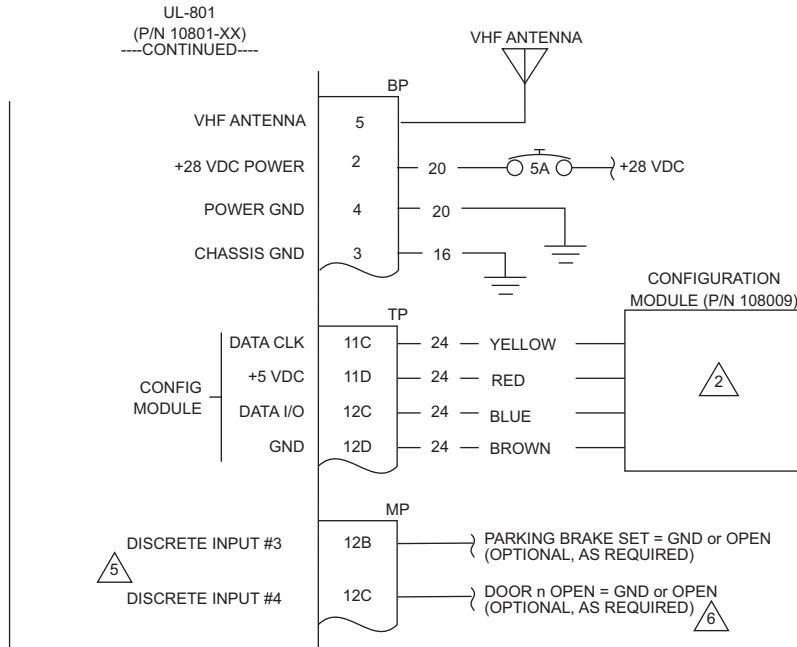 UL-801
(P/N 10801-XX)
----CONTINUED----
VHF ANTENNA
BP
VHF ANTENNA 5
+28 VDC POWER 2 20 5A +28 VDC
POWER GND 4 20
CHASSIS GND 3 16
CONFIGURATION
MODULE (P/N 108009)
TP
DATA CLK 11C 24 YELLOW
+5 VDC 11D 24 RED
2
CONFIG
MODULE
DATA I/O 12C 24 BLUE
GND 12D 24 BROWN
MP
DISCRETE INPUT #3 12B PARKING BRAKE SET = GND or OPEN
(OPTIONAL, AS REQUIRED)
5
DISCRETE INPUT #4 12C DOOR n OPEN = GND or OPEN
(OPTIONAL, AS REQUIRED) 6